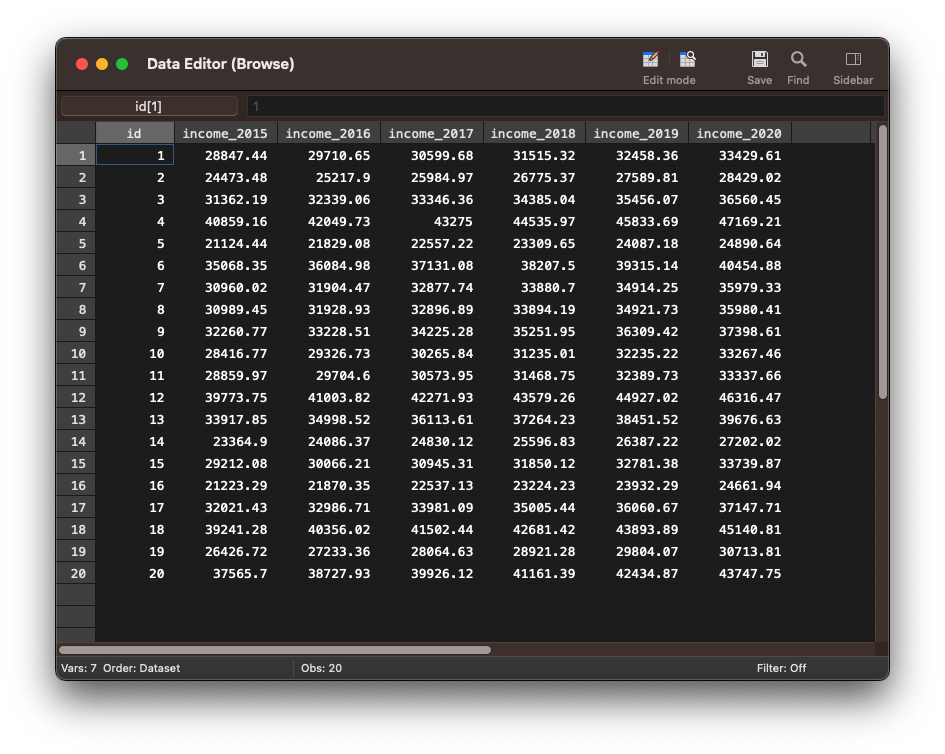 Data Editor (Browse)
Edit mode Save Find Sidebar
id[1] 1
id income_2015 income_2016 income_2017 income_2018 income_2019 income_2020
1 1 28847.44 29710.65 30599.68 31515.32 32458.36 33429.61
2 2 24473.48 25217.9 25984.97 26775.37 27589.81 28429.02
3 3 31362.19 32339.06 33346.36 34385.04 35456.07 36560.45
4 4 40859.16 42049.73 43275 44535.97 45833.69 47169.21
5 5 21124.44 21829.08 22557.22 23309.65 24087.18 24890.64
6 6 35068.35 36084.98 37131.08 38207.5 39315.14 40454.88
7 7 30960.02 31904.47 32877.74 33880.7 34914.25 35979.33
8 8 30989.45 31928.93 32896.89 33894.19 34921.73 35980.41
9 9 32260.77 33228.51 34225.28 35251.95 36309.42 37398.61
10 10 28416.77 29326.73 30265.84 31235.01 32235.22 33267.46
11 11 28859.97 29704.6 30573.95 31468.75 32389.73 33337.66
12 12 39773.75 41003.82 42271.93 43579.26 44927.02 46316.47
13 13 33917.85 34998.52 36113.61 37264.23 38451.52 39676.63
14 14 23364.9 24086.37 24830.12 25596.83 26387.22 27202.02
15 15 29212.08 30066.21 30945.31 31850.12 32781.38 33739.87
16 16 21223.29 21870.35 22537.13 23224.23 23932.29 24661.94
17 17 32021.43 32986.71 33981.09 35005.44 36060.67 37147.71
18 18 39241.28 40356.02 41502.44 42681.42 43893.89 45140.81
19 19 26426.72 27233.36 28064.63 28921.28 29804.07 30713.81
20 20 37565.7 38727.93 39926.12 41161.39 42434.87 43747.75
Vars: 7 Order: Dataset Obs: 20 Filter: Off